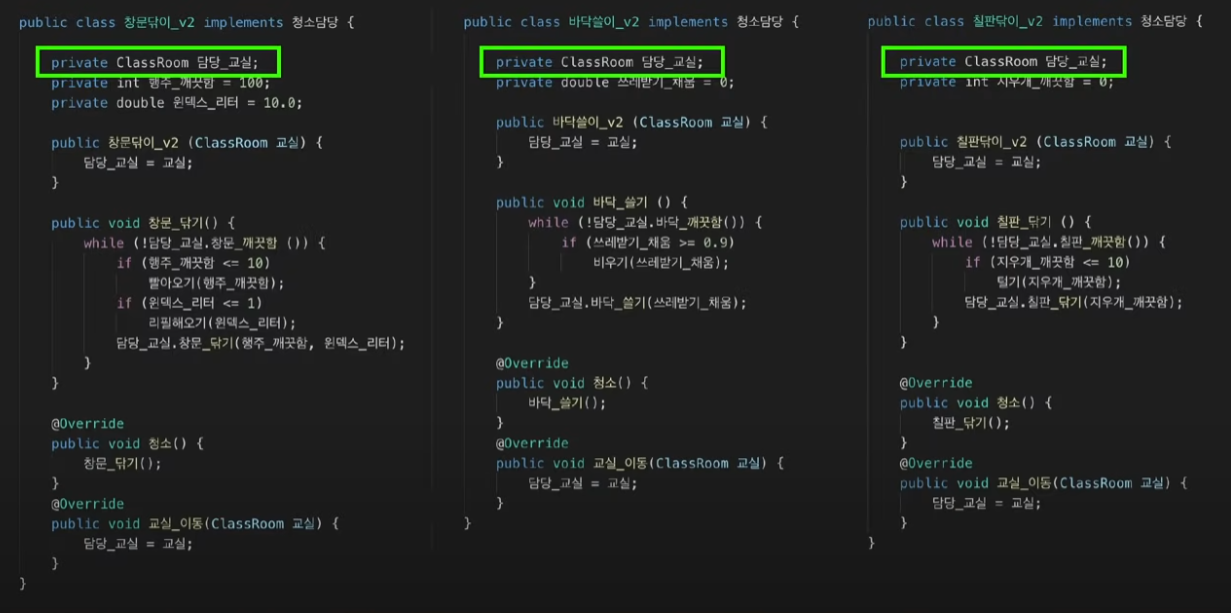 public class 창문닦이_v2 implements 청소담당 {
private ClassRoom 담당_교실;
private int 행주_깨끗함 = 100;
private double 윈덱스_리터 = 10.0;
public 창문닦이_v2 (ClassRoom 교실) {
담당_교실 = 교실;
}
public void 창문_닦기() {
while (!담당_교실.창문_깨끗함 ()) {
if (행주_깨끗함 <= 10)
빨아오기(행주_깨끗함);
if (윈덱스_리터 <= 1)
리필해오기(윈덱스_리터);
담당_교실.창문_닦기(행주_깨끗함, 윈덱스_리터);
}
}
@Override
public void 청소() {
창문_닦기();
}
@Override
public void 교실_이동(ClassRoom 교실) {
담당_교실 = 교실;
}
}
public class 바닥쓸이_v2 implements 청소담당 {
private ClassRoom 담당_교실;
private double 쓰레받기_채움 = 0;
public 바닥쓸이_v2 (ClassRoom 교실) {
담당_교실 = 교실;
}
public void 바닥_쓸기 () {
while (!담당_교실.바닥_깨끗함()) {
if (쓰레받기_채움 >= 0.9)
비우기(쓰레받기_채움);
}
담당_교실.바닥_쓸기(쓰레받기_채움);
}
@Override
public void 청소() {
바닥_쓸기();
}
@Override
public void 교실_이동(ClassRoom 교실) {
담당_교실 = 교실;
}
}
public class 칠판닦이_v2 implements 청소담당 {
private ClassRoom 담당_교실;
private int 지우개_깨끗함 = 0;
public 칠판닦이_v2 (ClassRoom 교실) {
담당_교실 = 교실;
}
public void 칠판_닦기 () {
while (!담당_교실.칠판_깨끗함()) {
if (지우개_깨끗함 <= 10)
털기(지우개_깨끗함);
담당_교실.칠판_닦기(지우개_깨끗함);
}
}
@Override
public void 청소() {
칠판_닦기();
}
@Override
public void 교실_이동(ClassRoom 교실) {
담당_교실 = 교실;
}
}